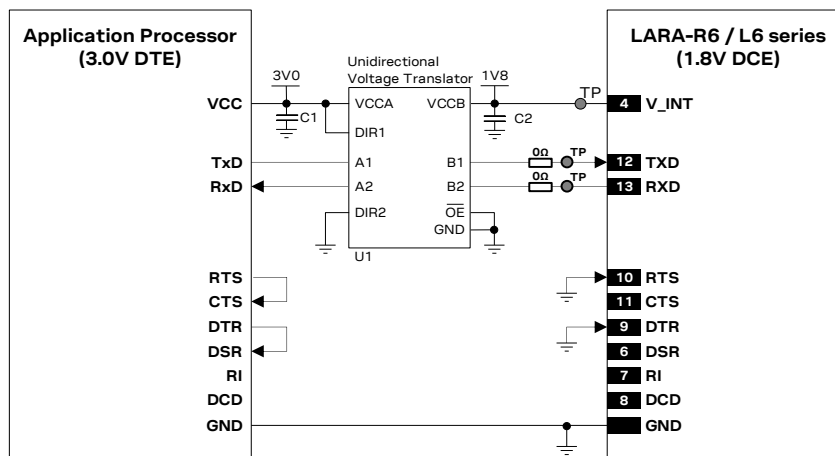 Application Processor
(3.0V DTE)
LARA-R6 / L6 series
(1.8V DCE)
Unidirectional
Voltage Translator
3V0
1V8
TP
VCC
VCCA
VCCB
4
V_INT
C1
C2
DIR1
0Ω
TP
TxD
A1
B1
12
TXD
0Ω
TP
RxD
A2
B2
13
RXD
DIR2
OE
GND
U1
RTS
10
RTS
CTS
11
CTS
DTR
9
DTR
DSR
6
DSR
RI
7
RI
DCD
8
DCD
GND
GND